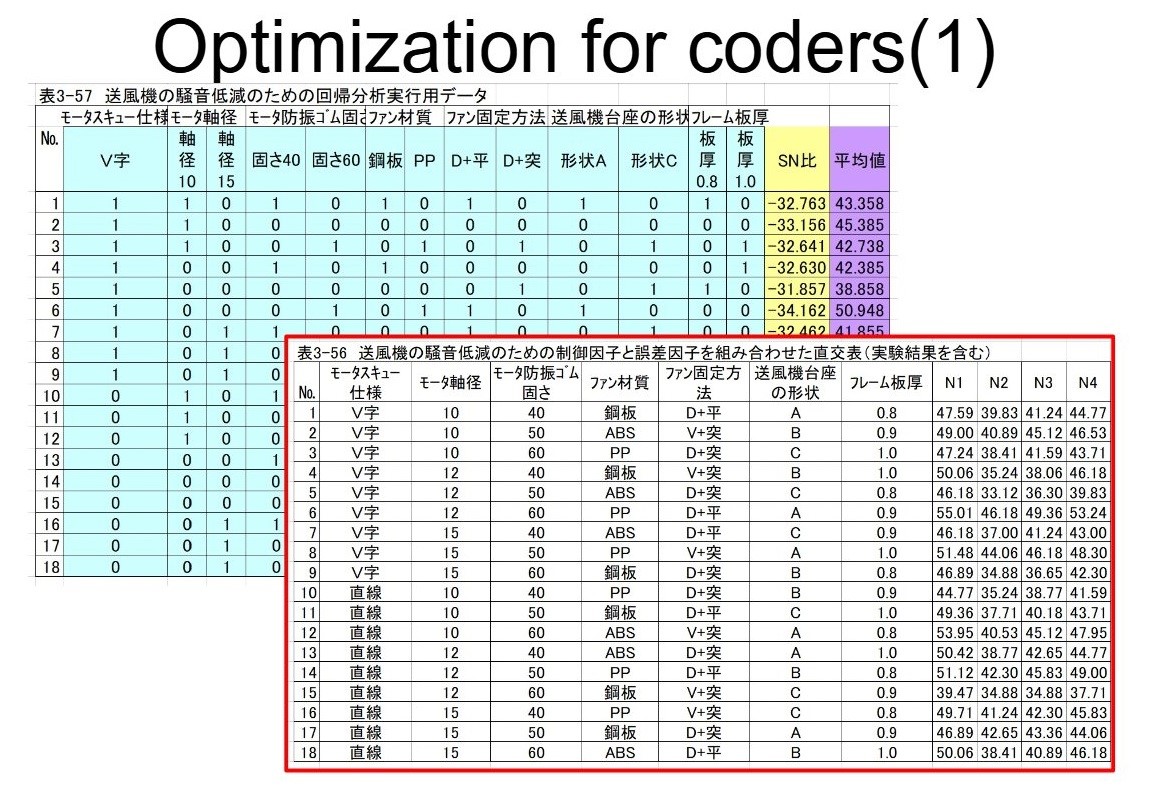 Optimization for coders(1)
表3-57 送風機の騒音低減のための回帰分析実行用データ
モータスキュー仕様 モータ軸径 モータ防振ゴム固さ ファン材質 ファン固定方法 送風機台座の形状 フレーム板厚
No. V字 軸径10 軸径15 固さ40 固さ60 鋼板 PP D+平 D+突 形状A 形状C 板厚0.8 板厚1.0 SN比 平均値
1 1 1 0 1 0 1 0 1 0 1 0 1 0 -32.763 43.358
2 1 1 0 0 0 0 0 0 0 0 0 0 0 -33.156 45.385
3 1 1 0 0 1 0 1 0 1 0 1 0 1 -32.641 42.738
4 1 0 0 1 0 1 0 0 0 0 0 0 1 -32.630 42.385
5 1 0 0 0 0 0 0 0 1 0 1 1 0 -31.857 38.858
6 1 0 0 0 1 0 1 1 0 1 0 0 0 -34.162 50.948
7 1 0 1 1 0 0 0 1 0 0 1 0 0 -32.462 41.855
8 1 0 1 0
9 1 0 1 0
10 0 1 0 1
11 0 1 0 0
12 0 1 0 0
13 0 0 0 1
14 0 0 0 0
15 0 0 0 0
16 0 0 1 1
17 0 0 1 0
18 0 0 1 0
表3-56 送風機の騒音低減のための制御因子と誤差因子を組み合わせた直交表(実験結果を含む)
No. モータスキュー仕様 モータ軸径 モータ防振ゴム固さ ファン材質 ファン固定方法 送風機台座の形状 フレーム板厚 N1 N2 N3 N4
1 V字 10 40 鋼板 D+平 A 0.8 47.59 39.83 41.24 44.77
2 V字 10 50 ABS V+突 B 0.9 49.00 40.89 45.12 46.53
3 V字 10 60 PP D+突 C 1.0 47.24 38.41 41.59 43.71
4 V字 12 40 鋼板 V+突 B 1.0 50.06 35.24 38.06 46.18
5 V字 12 50 ABS D+突 C 0.8 46.18 33.12 36.30 39.83
6 V字 12 60 PP D+平 A 0.9 55.01 46.18 49.36 53.24
7 V字 15 40 ABS D+平 C 0.9 46.18 37.00 41.24 43.00
8 V字 15 50 PP V+突 A 1.0 51.48 44.06 46.18 48.30
9 V字 15 60 鋼板 D+突 B 0.8 46.89 34.88 36.65 42.30
10 直線 10 40 PP D+突 B 0.9 44.77 35.24 38.77 41.59
11 直線 10 50 鋼板 D+平 C 1.0 49.36 37.71 40.18 43.71
12 直線 10 60 ABS V+突 A 0.8 53.95 40.53 45.12 47.95
13 直線 12 40 ABS D+突 A 1.0 50.42 38.77 42.65 44.77
14 直線 12 50 PP D+平 B 0.8 51.12 42.30 45.83 49.00
15 直線 12 60 鋼板 V+突 C 0.9 39.47 34.88 34.88 37.71
16 直線 15 40 PP V+突 C 0.8 49.71 41.24 42.30 45.83
17 直線 15 50 鋼板 D+突 A 0.9 46.89 42.65 43.36 44.06
18 直線 15 60 ABS D+平 B 1.0 50.06 38.41 40.89 46.18